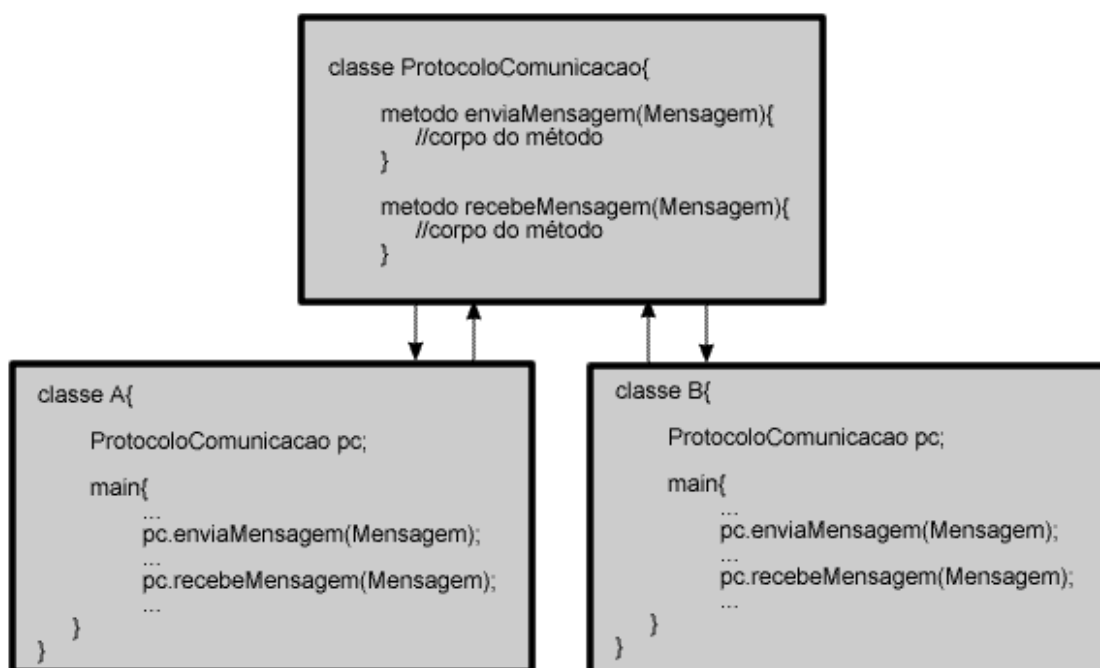 classe ProtocoloComunicacao{
metodo enviaMensagem(Mensagem){
//corpo do método
}
metodo recebeMensagem(Mensagem){
//corpo do método
}
classe A{
ProtocoloComunicacao pc;
main{
...
pc.enviaMensagem(Mensagem);
...
pc.recebeMensagem(Mensagem);
...
}
}
classe B{
ProtocoloComunicacao pc;
main{
...
pc.enviaMensagem(Mensagem);
...
pc.recebeMensagem(Mensagem);
...
}
}